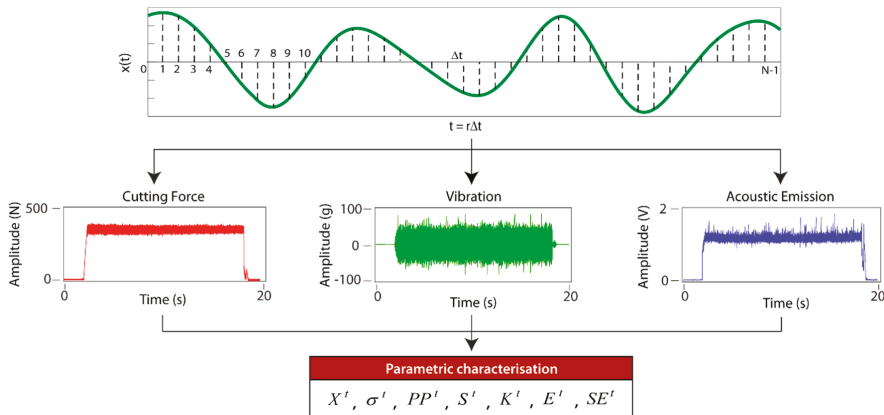 x(t)
0 1 2 3 4 5 6 7 8 9 10 Δt N-1
t = rΔt
Cutting Force
Amplitude (N)
500
0
0 20
Time (s)
Vibration
Amplitude (g)
100
0
-100
0 20
Time (s)
Acoustic Emission
Amplitude (V)
2
0
0 20
Time (s)
Parametric characterisation
X^t , σ^t , PP^t , S^t , K^t , E^t , SE^t